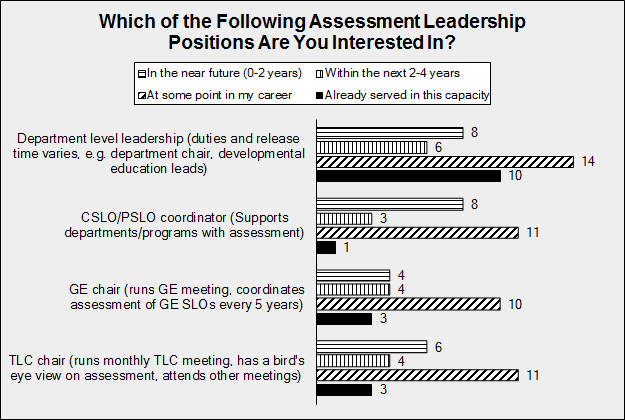 Which of the Following Assessment Leadership
Positions Are You Interested In?
In the near future (0-2 years) Within the next 2-4 years
At some point in my career Already served in this capacity
Department level leadership (duties and release
time varies, e.g. department chair, developmental
education leads)
8
6
14
10
CSLO/PSLO coordinator (Supports
departments/programs with assessment)
8
3
11
1
GE chair (runs GE meeting, coordinates
assessment of GE SLOs every 5 years)
4
4
10
3
TLC chair (runs monthly TLC meeting, has a bird's
eye view on assessment, attends other meetings)
6
4
11
3